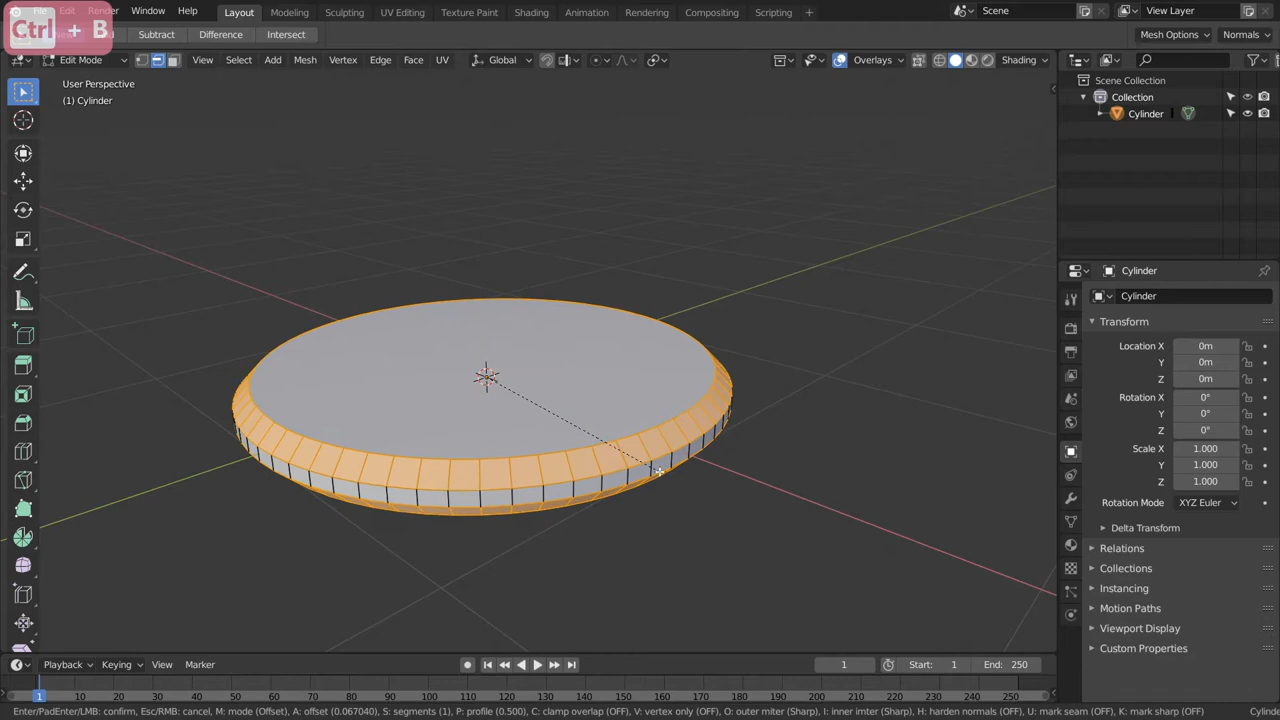 File Edit Render Window Help Layout Modeling Sculpting UV Editing Texture Paint Shading Animation Rendering Compositing Scripting + Scene View Layer
Ctrl + B
Subtract Difference Intersect Mesh Options Normals
Edit Mode View Select Add Mesh Vertex Edge Face UV Global Overlays Shading
User Perspective
(1) Cylinder
Scene Collection
Collection
Cylinder
Cylinder
Cylinder
Transform
Location X 0m
Y 0m
Z 0m
Rotation X 0°
Y 0°
Z 0°
Scale X 1.000
Y 1.000
Z 1.000
Rotation Mode XYZ Euler
Delta Transform
Relations
Collections
Instancing
Motion Paths
Viewport Display
Custom Properties
Playback Keying View Marker 1 Start: 1 End: 250
1 10 20 30 40 50 60 70 80 90 100 110 120 130 140 150 160 170 180 190 200 210 220 230 240 250
Enter/PadEnter/LMB: confirm, Esc/RMB: cancel, M: mode (Offset), A: offset (0.067040), S: segments (1), P: profile (0.500), C: clamp overlap (OFF), V: vertex only (OFF), O: outer miter (Sharp), I: inner imter (Sharp), H: harden normals (OFF), U: mark seam (OFF), K: mark sharp (OFF) Cylind